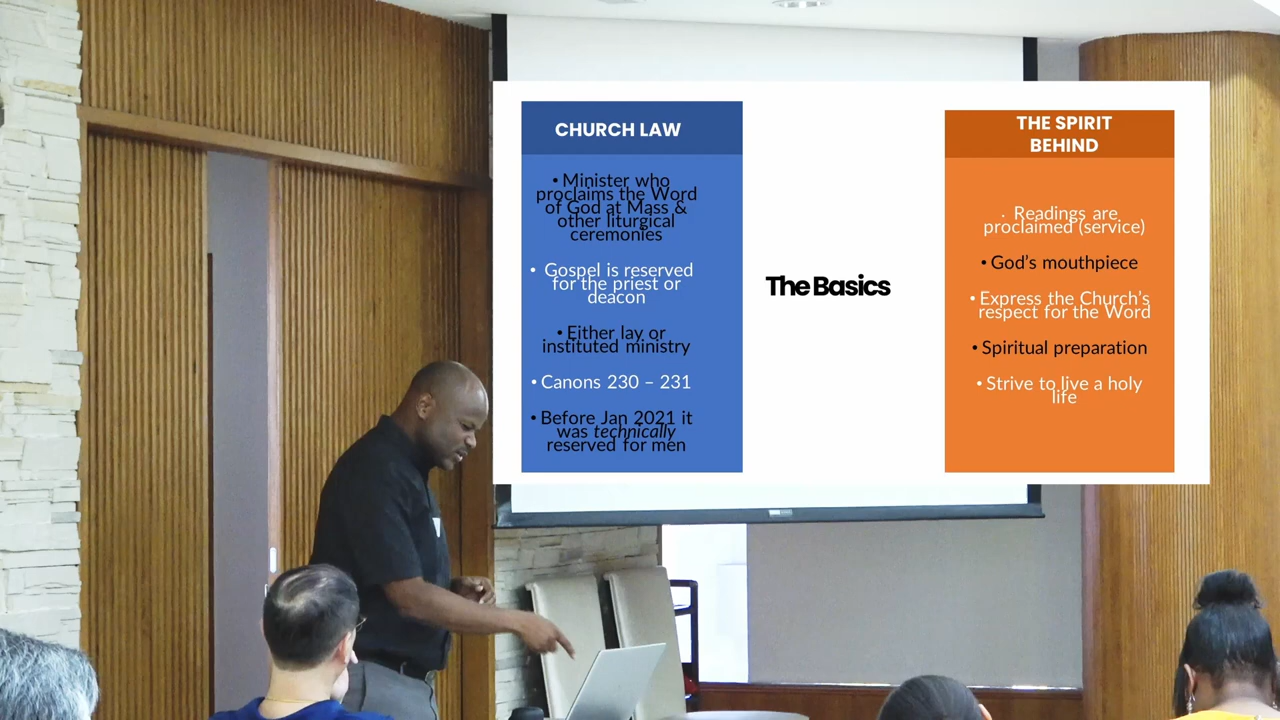 CHURCH LAW
• Minister who
proclaims the Word
of God at Mass &
other liturgical
ceremonies
• Gospel is reserved
for the priest or
deacon
• Either lay or
instituted ministry
• Canons 230 – 231
• Before Jan 2021 it
was technically
reserved for men
The Basics
THE SPIRIT
BEHIND
. Readings are
proclaimed (service)
• God’s mouthpiece
• Express the Church’s
respect for the Word
• Spiritual preparation
• Strive to live a holy
life